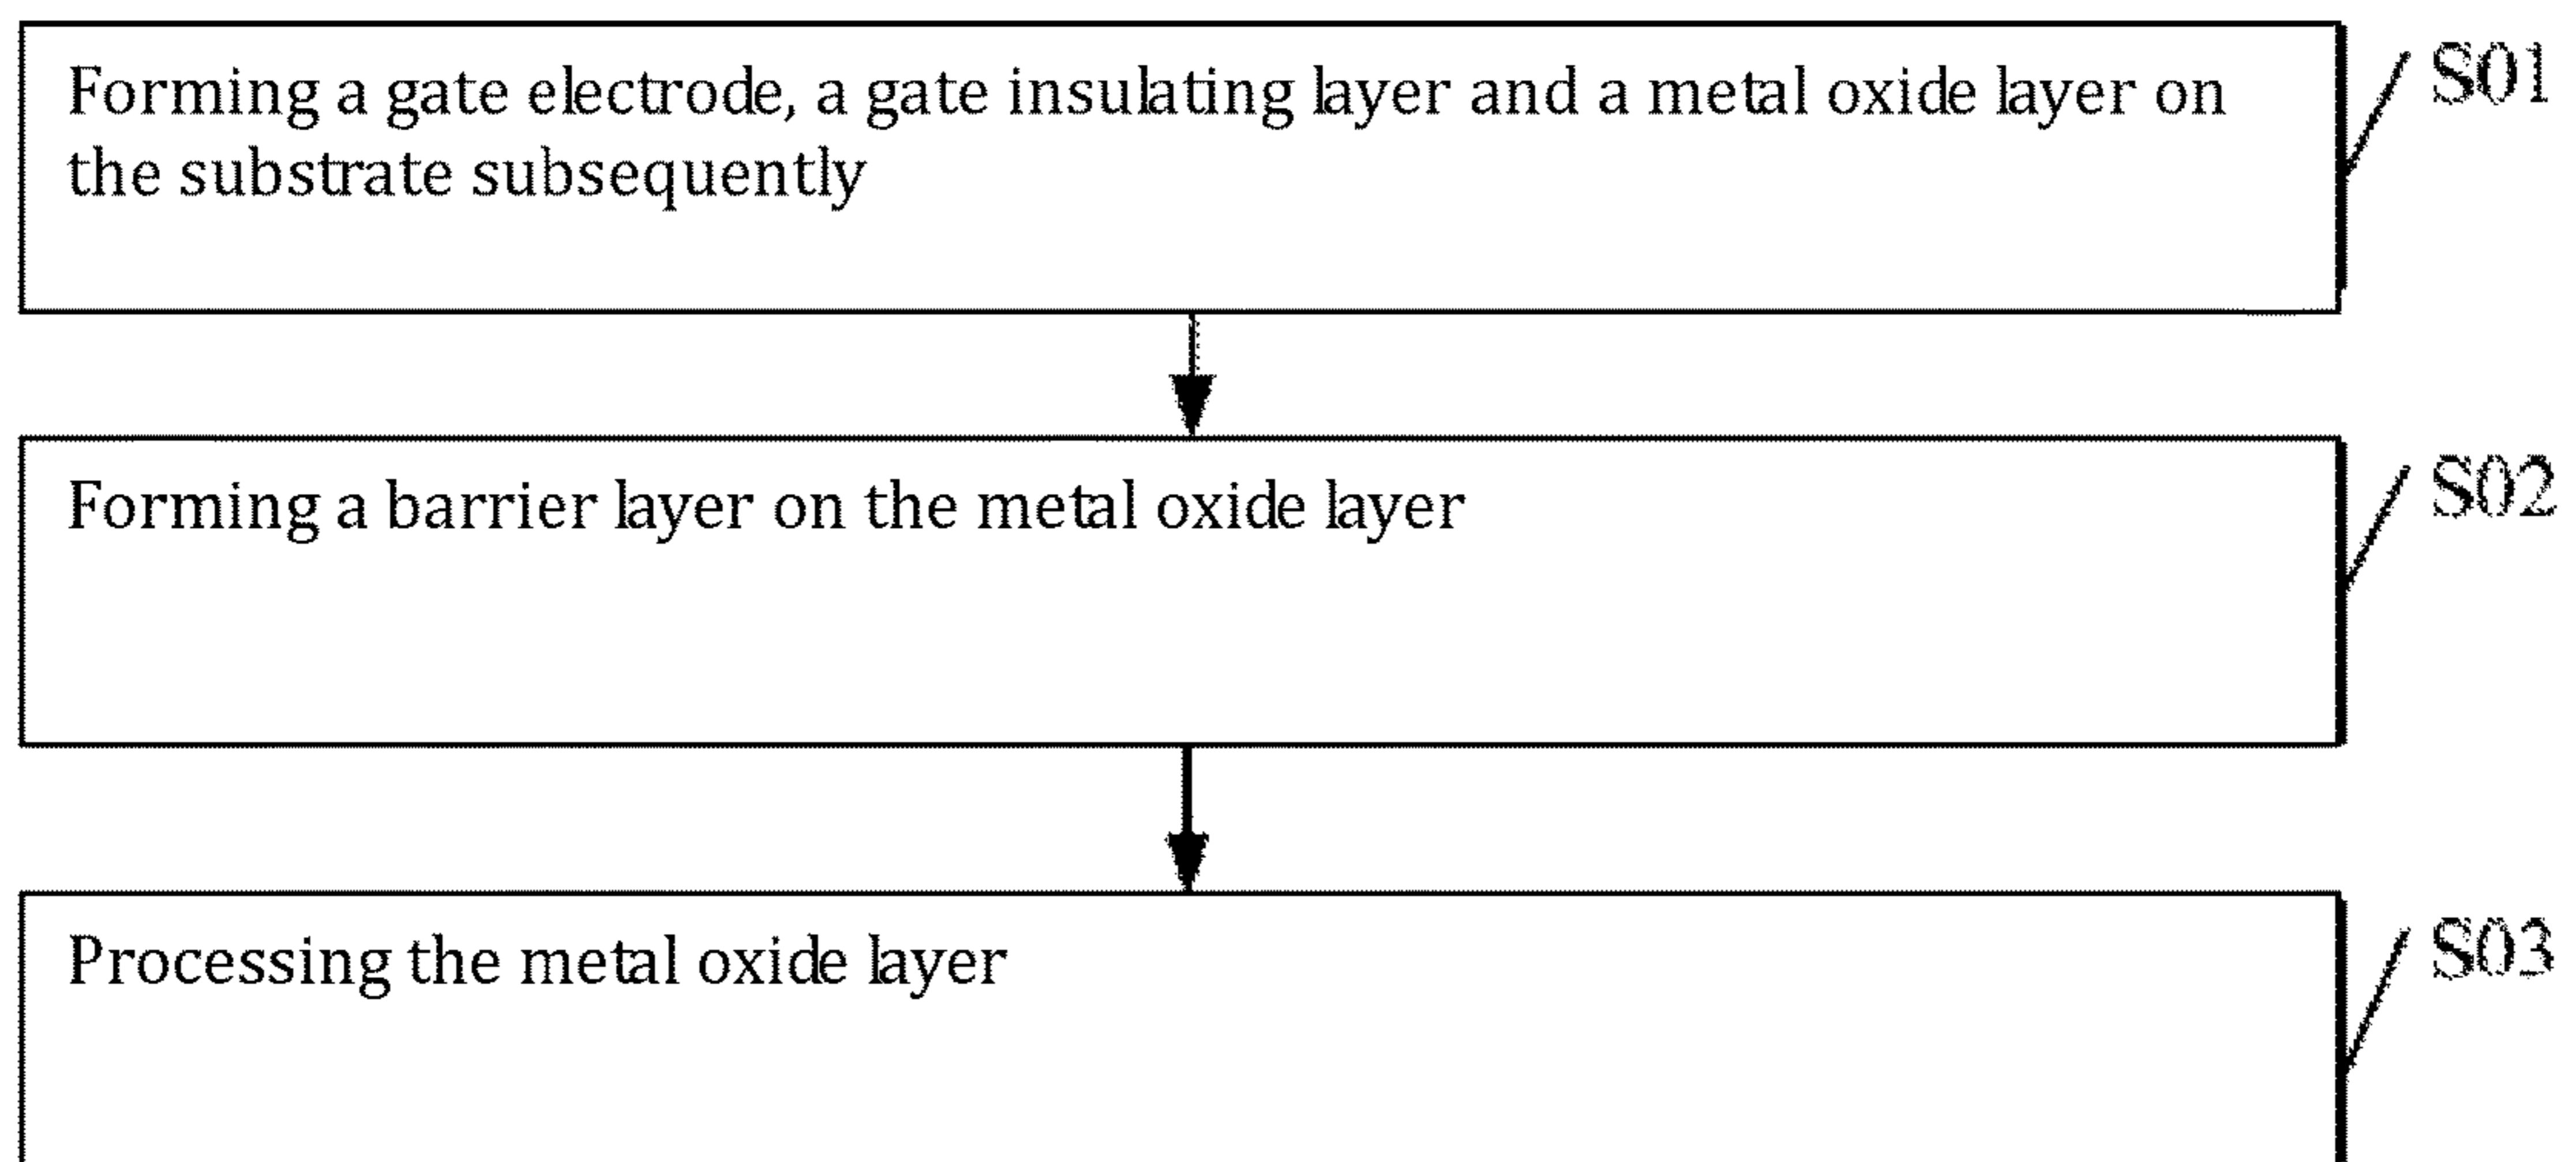 Forming a gate electrode, a gate insulating layer and a metal oxide layer on
the substrate subsequently
S01
Forming a barrier layer on the metal oxide layer
S02
Processing the metal oxide layer
S03